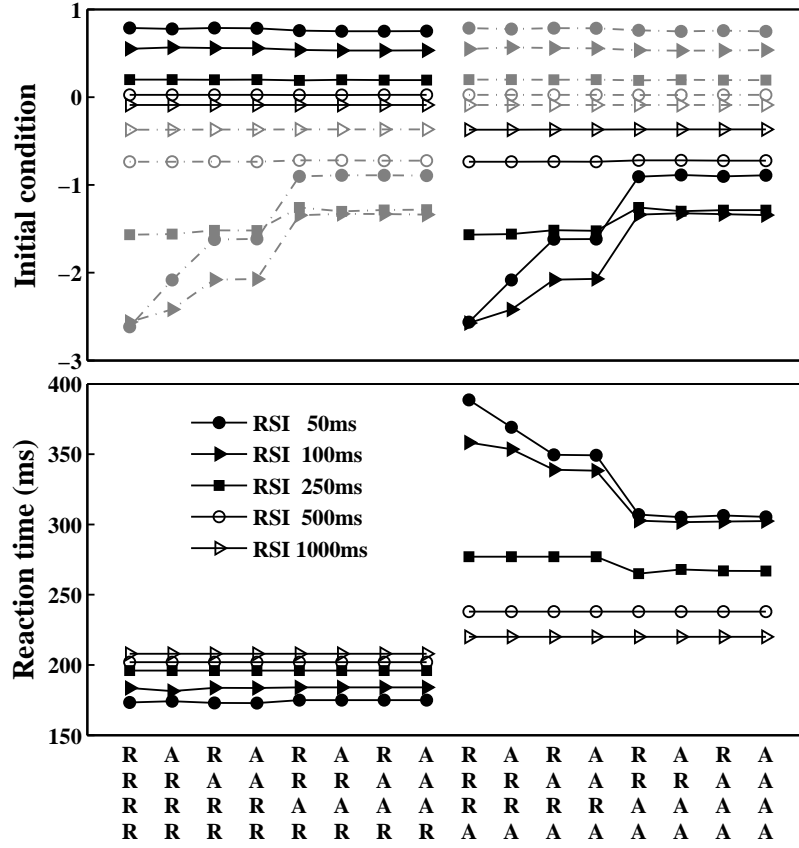 1
0
−1
−2
−3
Initial condition
400
350
300
250
200
150
Reaction time (ms)
RSI 50ms
RSI 100ms
RSI 250ms
RSI 500ms
RSI 1000ms
R A R A R A R A R A R A R A R A
R R A A R R A A R R A A R R A A
R R R R A A A A R R R R A A A A
R R R R R R R R A A A A A A A A